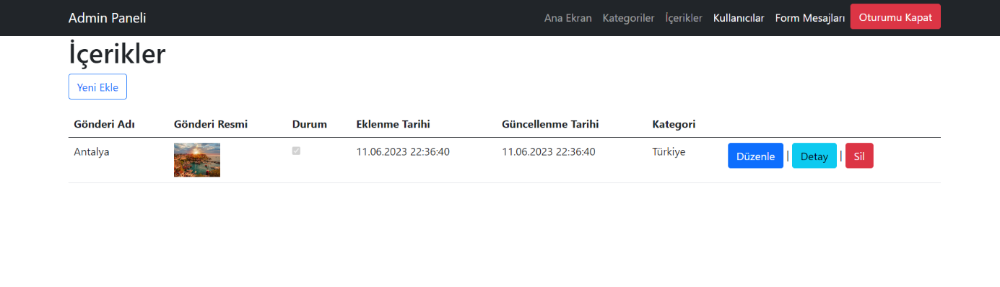 Admin Paneli Ana Ekran Kategoriler İçerikler Kullanıcılar Form Mesajları Oturumu Kapat
İçerikler
Yeni Ekle
Gönderi Adı Gönderi Resmi Durum Eklenme Tarihi Güncellenme Tarihi Kategori
Antalya 11.06.2023 22:36:40 11.06.2023 22:36:40 Türkiye Düzenle | Detay | Sil